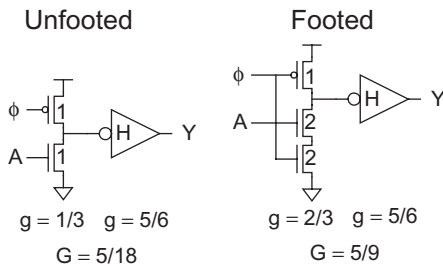 Unfooted
Footed
ϕ 1 H Y
A 1
ϕ 1 H Y
A 2
2
g = 1/3 g = 5/6
G = 5/18
g = 2/3 g = 5/6
G = 5/9